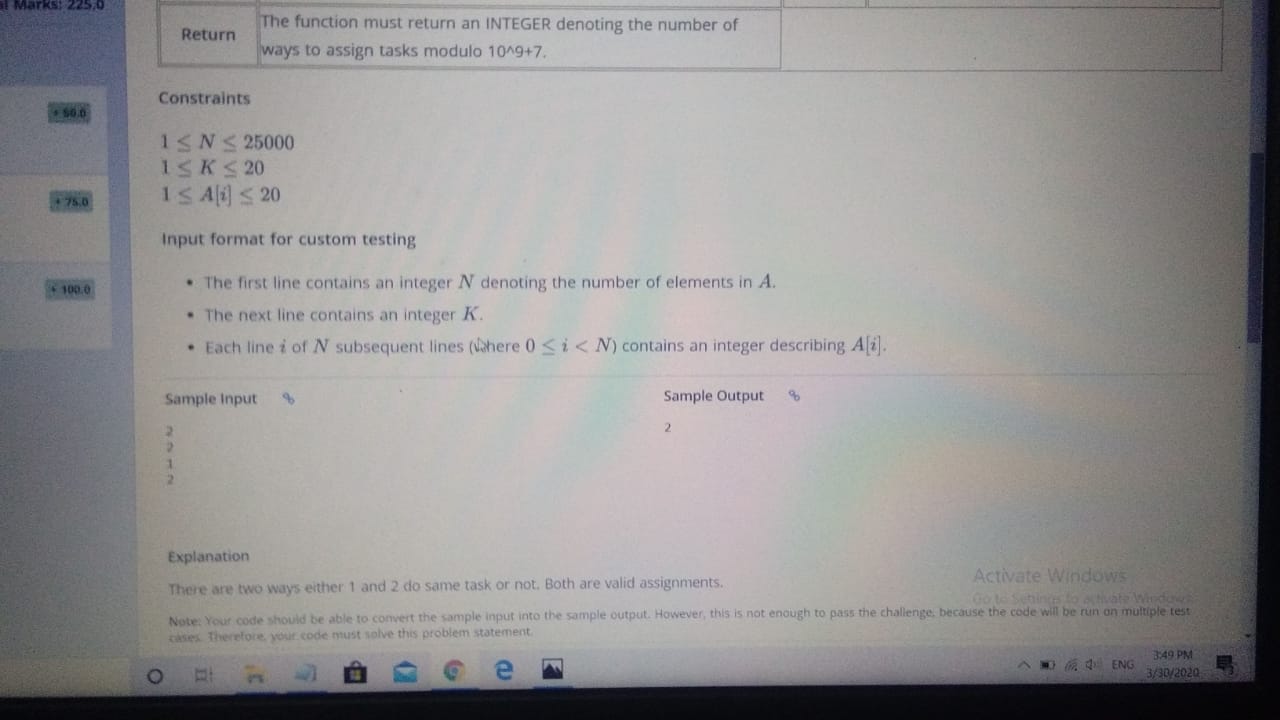 Marks: 225.0
Return
The function must return an INTEGER denoting the number of
ways to assign tasks modulo 10^9+7.
Constraints
+ 50.0
1 ≤ N ≤ 25000
1 ≤ K ≤ 20
1 ≤ A[i] ≤ 20
+ 75.0
Input format for custom testing
• The first line contains an integer N denoting the number of elements in A.
+ 100.0
• The next line contains an integer K.
• Each line i of N subsequent lines (where 0 ≤ i < N) contains an integer describing A[i].
Sample Input
Sample Output
2
2
1
2
2
Explanation
There are two ways either 1 and 2 do same task or not. Both are valid assignments.
Activate Windows
Go to Settings to activate Windows.
Note: Your code should be able to convert the sample input into the sample output. However, this is not enough to pass the challenge, because the code will be run on multiple test
cases. Therefore, your code must solve this problem statement.
ENG
3:49 PM
3/30/2020